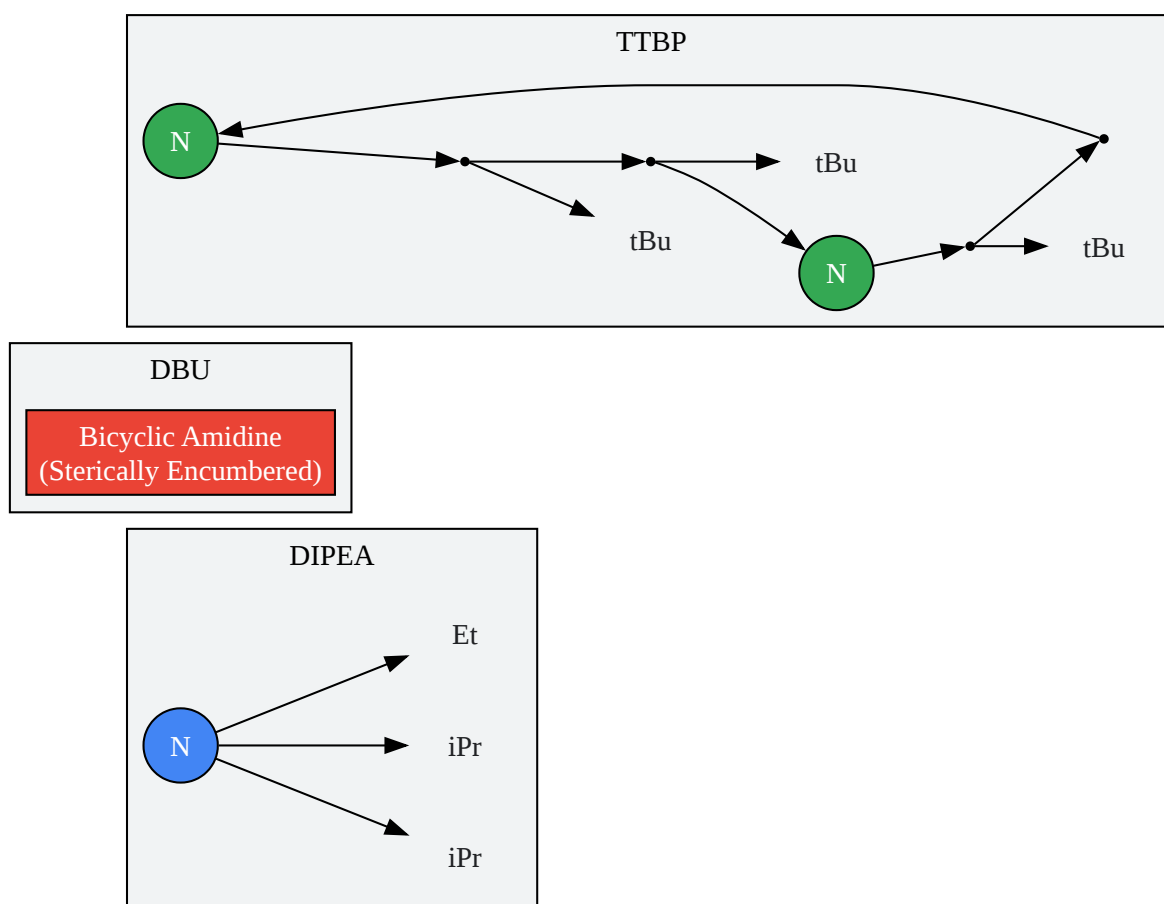 TTBP
N
tBu
tBu
N
tBu
DBU
Bicyclic Amidine
(Sterically Encumbered)
DIPEA
Et
N
iPr
iPr